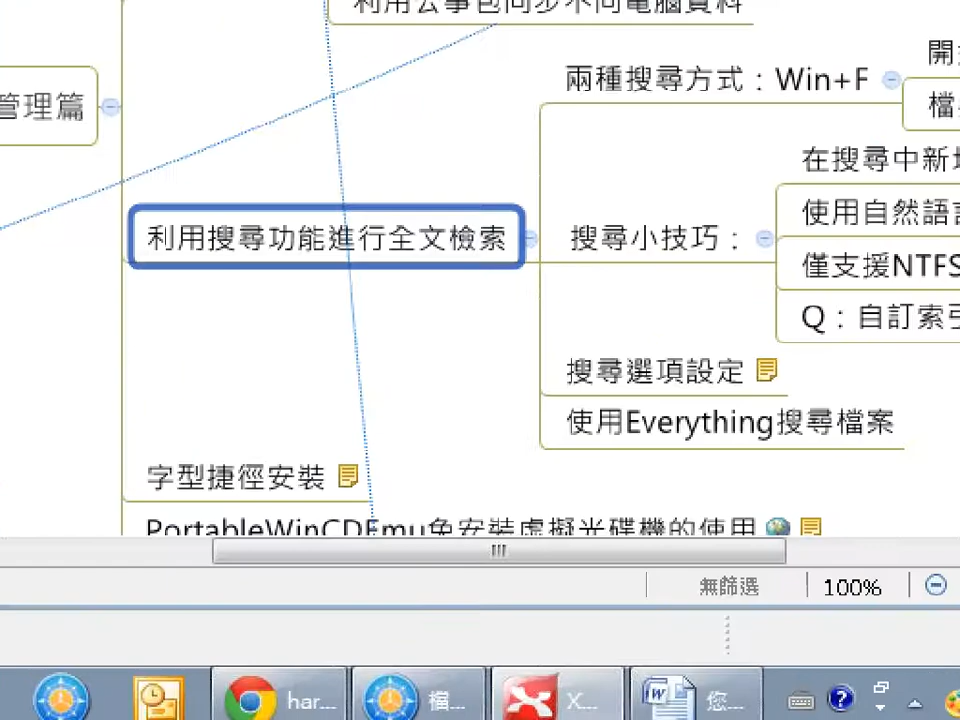 利用公事包同步不同電腦資料
管理篇
兩種搜尋方式：Win+F
開
檔
利用搜尋功能進行全文檢索
搜尋小技巧：
在搜尋中新增
使用自然語言
僅支援NTFS
Q：自訂索引
搜尋選項設定
使用Everything搜尋檔案
字型捷徑安裝
PortableWinCDEmu免安裝虛擬光碟機的使用
無篩選
100%
har...
檔...
X...
您...